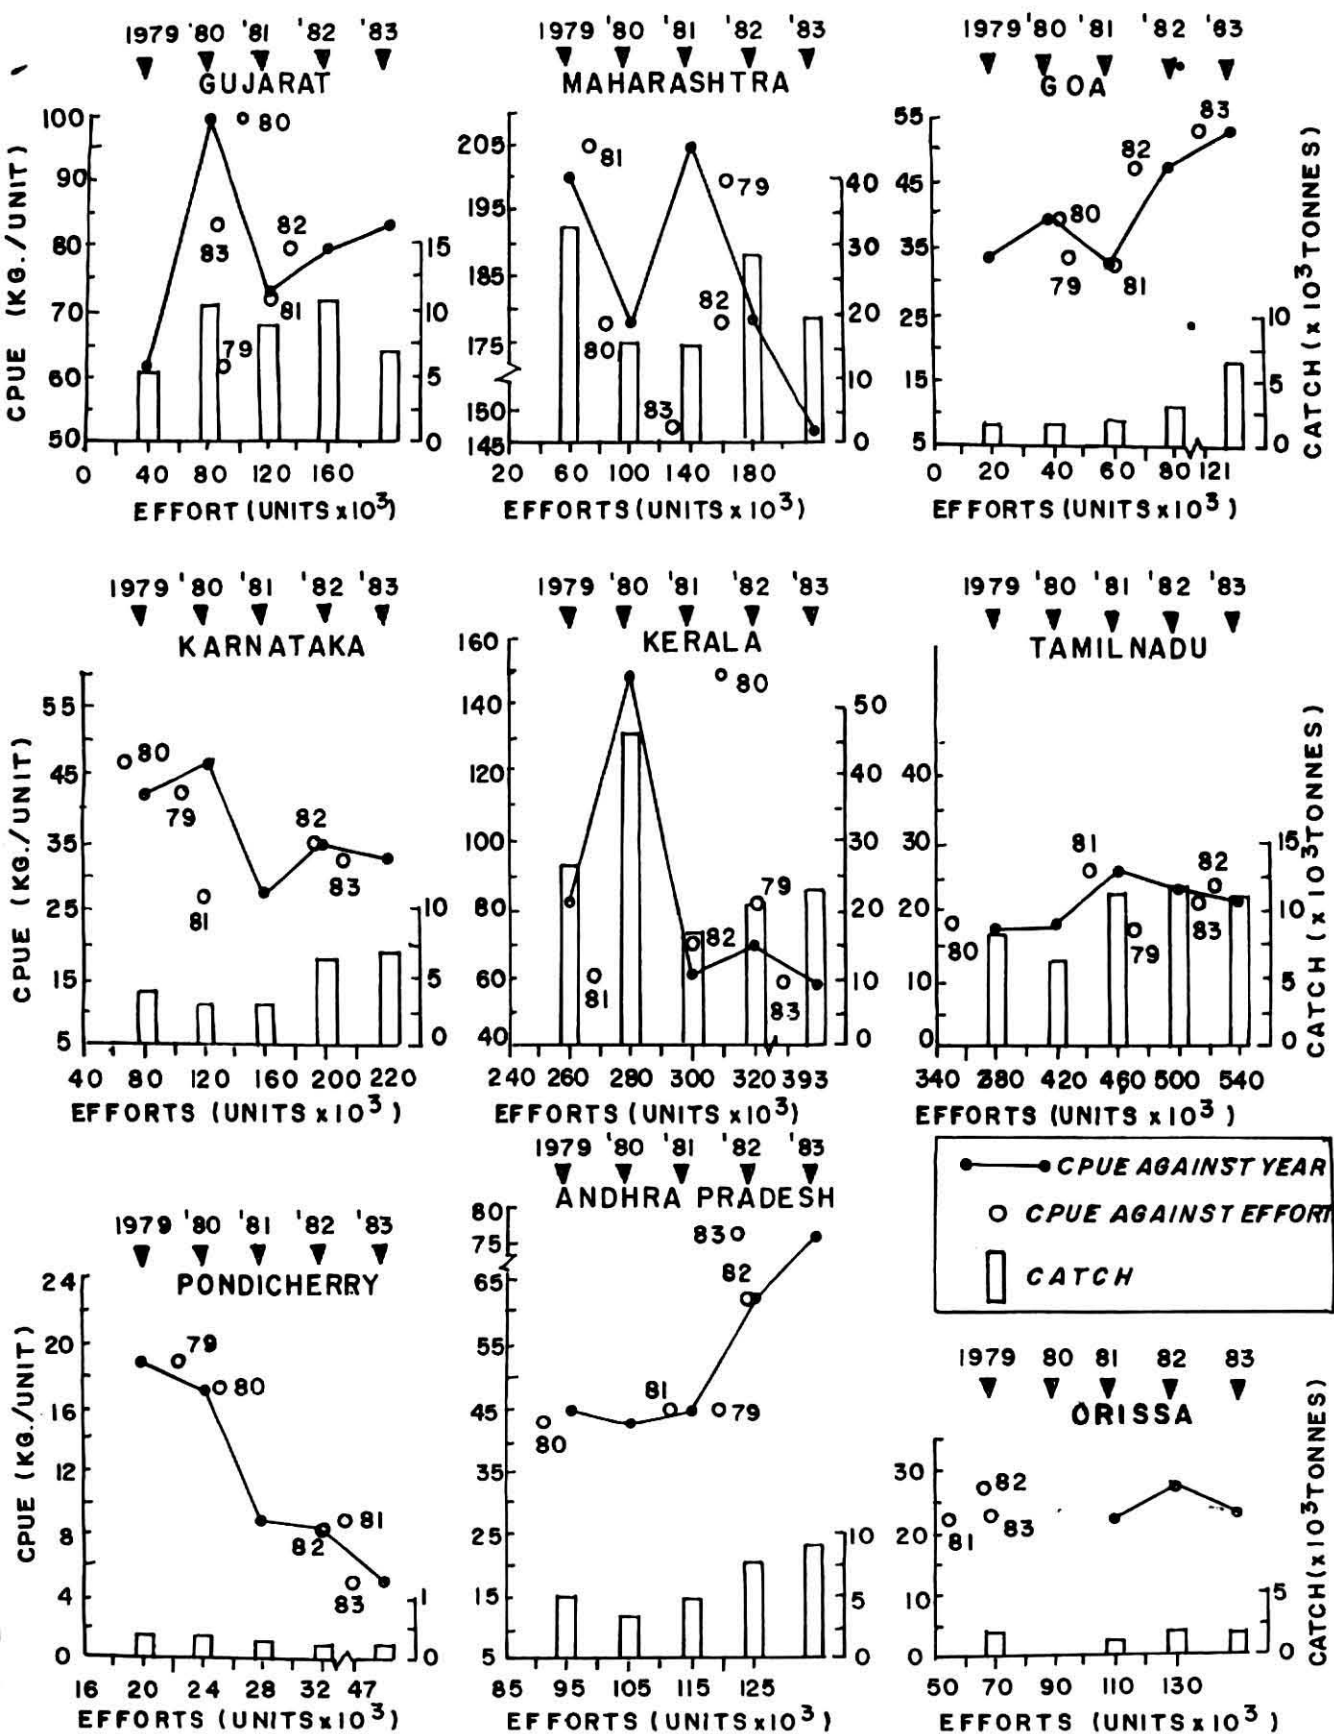 1979 '80 '81 '82 '83
GUJARAT
CPUE (KG./UNIT)
100
90
80
70
60
50
80
83
82
81
79
15
10
5
0
0 40 80 120 160
EFFORT (UNITS x10³)
1979 '80 '81 '82 '83
MAHARASHTRA
205
195
185
175
150
145
81
79
82
80
83
40
30
20
10
0
20 60 100 140 180
EFFORTS (UNITS x 10³)
1979 '80 '81 '82 '83
GOA
55
45
35
25
15
5
83
82
80
79
81
10
5
0
CATCH (x 10³ TONNES)
0 20 40 60 80 121
EFFORTS (UNITS x 10³)
1979 '80 '81 '82 '83
KARNATAKA
CPUE (KG./UNIT)
55
45
35
25
15
5
80
79
82
83
81
10
5
0
40 80 120 160 200 220
EFFORTS (UNITS x10³)
1979 '80 '81 '82 '83
KERALA
160
140
120
100
80
60
40
80
79
82
81
83
50
40
30
20
10
0
240 260 280 300 320 393
EFFORTS (UNITS x10³)
1979 '80 '81 '82 '83
TAMILNADU
40
30
20
10
0
81
82
80
79
83
15
10
5
0
CATCH (x 10³ TONNES)
340 380 420 460 500 540
EFFORTS (UNITS x 10³)
1979 '80 '81 '82 '83
PONDICHERRY
CPUE (KG./UNIT)
24
20
16
12
8
4
0
79
80
81
82
83
1
0
16 20 24 28 32 47
EFFORTS (UNITS x10³)
1979 '80 '81 '82 '83
ANDHRA PRADESH
80
75
65
55
45
35
25
15
5
83
82
81
79
80
10
5
0
85 95 105 115 125
EFFORTS (UNITS x10³)
CPUE AGAINST YEAR
CPUE AGAINST EFFORT
CATCH
1979 80 81 82 83
ORISSA
30
20
10
0
82
83
81
5
0
CATCH (x10³ TONNES)
50 70 90 110 130
EFFORTS (UNITS x10³)